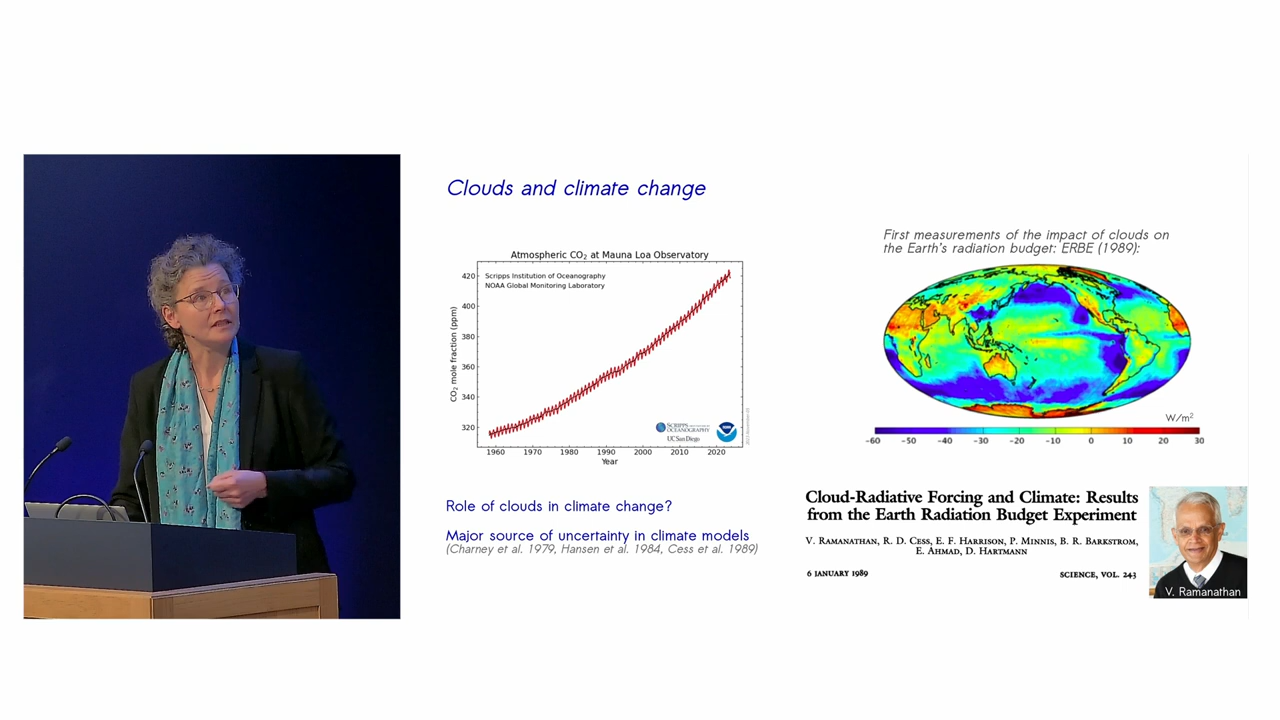 Clouds and climate change
Atmospheric CO₂ at Mauna Loa Observatory
Scripps Institution of Oceanography
NOAA Global Monitoring Laboratory
420
400
380
360
340
320
CO₂ mole fraction (ppm)
1960 1970 1980 1990 2000 2010 2020
Year
SCRIPPS
OCEANOGRAPHY
UC San Diego
NOAA
Role of clouds in climate change?
Major source of uncertainty in climate models
(Charney et al. 1979, Hansen et al. 1984, Cess et al. 1989)
First measurements of the impact of clouds on
the Earth's radiation budget: ERBE (1989):
W/m²
-60 -50 -40 -30 -20 -10 0 10 20 30
Cloud-Radiative Forcing and Climate: Results
from the Earth Radiation Budget Experiment
V. RAMANATHAN, R. D. CESS, E. F. HARRISON, P. MINNIS, B. R. BARKSTROM,
E. AHMAD, D. HARTMANN
6 JANUARY 1989
SCIENCE, VOL. 243
V. Ramanathan